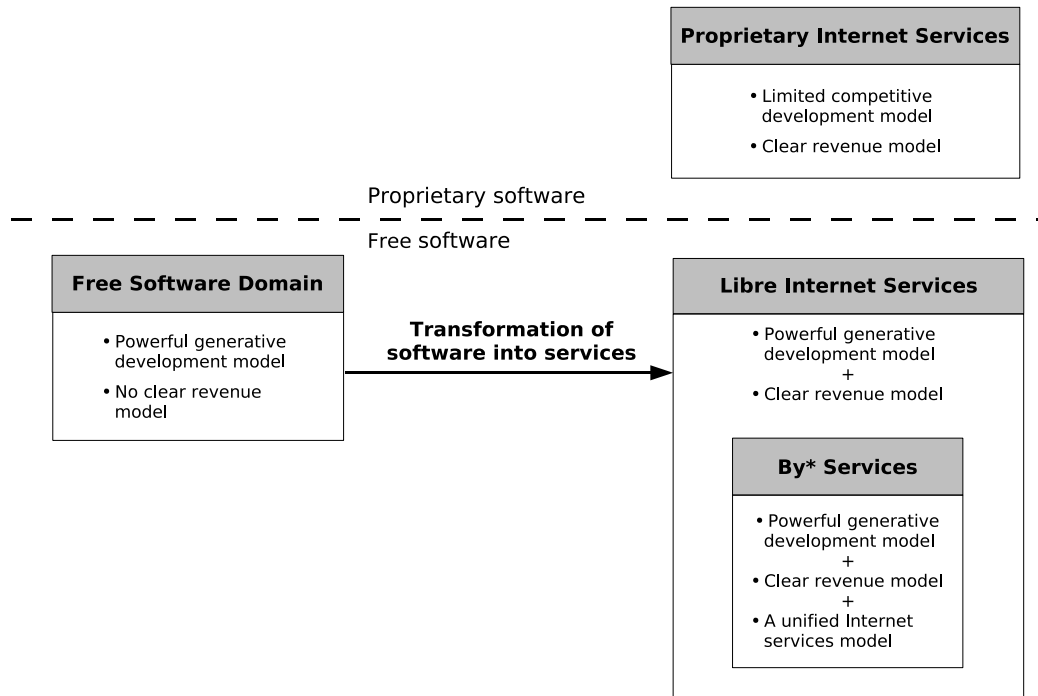 Proprietary Internet Services
• Limited competitive
development model
• Clear revenue model
Proprietary software
Free software
Free Software Domain
• Powerful generative
development model
• No clear revenue
model
Transformation of
software into services
Libre Internet Services
• Powerful generative
development model
+
• Clear revenue model
By* Services
• Powerful generative
development model
+
• Clear revenue model
+
• A unified Internet
services model